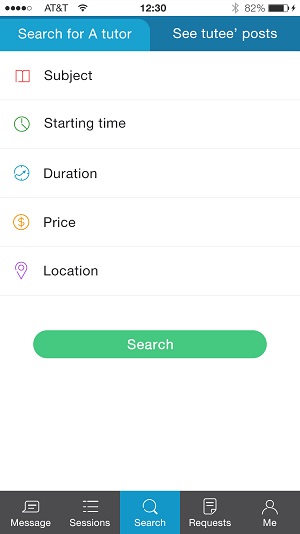 AT&T 12:30 82%
Search for A tutor See tutee' posts
Subject
Starting time
Duration
Price
Location
Search
Message Sessions Search Requests Me